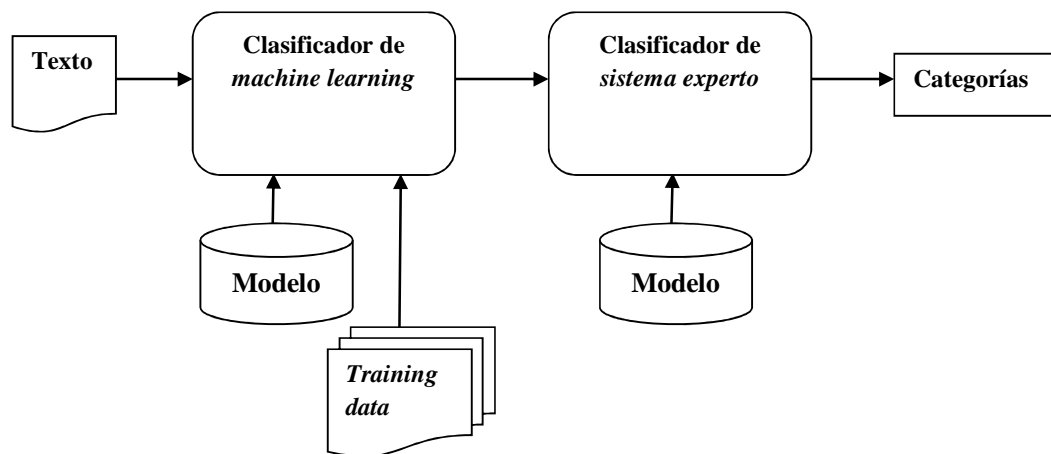 Texto
Clasificador de
machine learning
Clasificador de
sistema experto
Categorías
Modelo
Modelo
Training
data